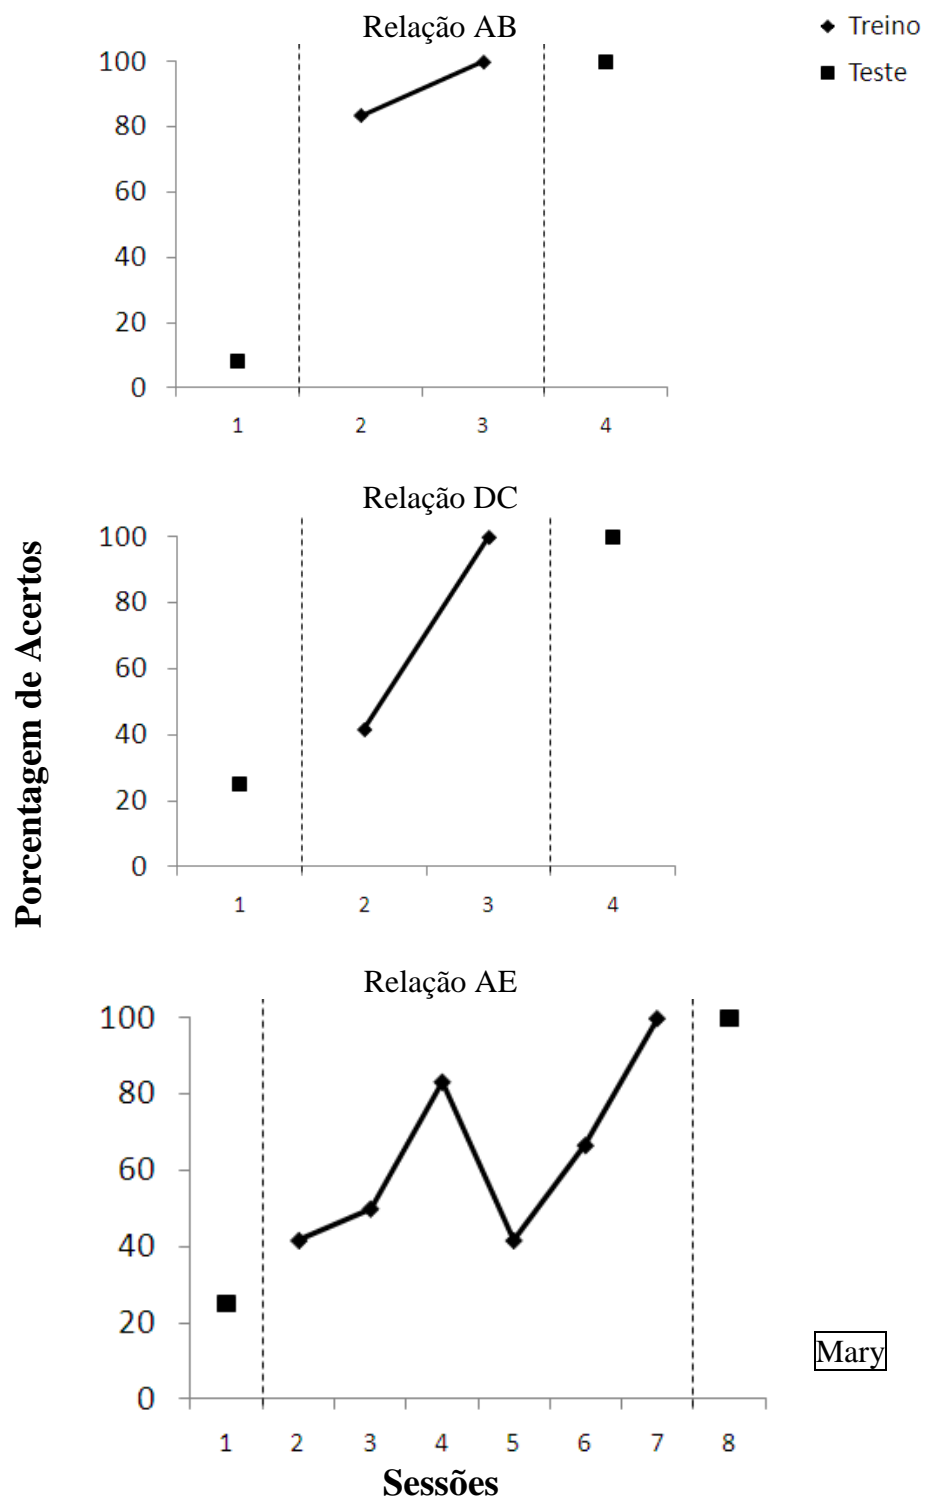 Relação AB
Treino
Teste
100
80
60
40
20
0
1 2 3 4
Relação DC
100
80
60
40
20
0
1 2 3 4
Porcentagem de Acertos
Relação AE
100
80
60
40
20
0
1 2 3 4 5 6 7 8
Mary
Sessões